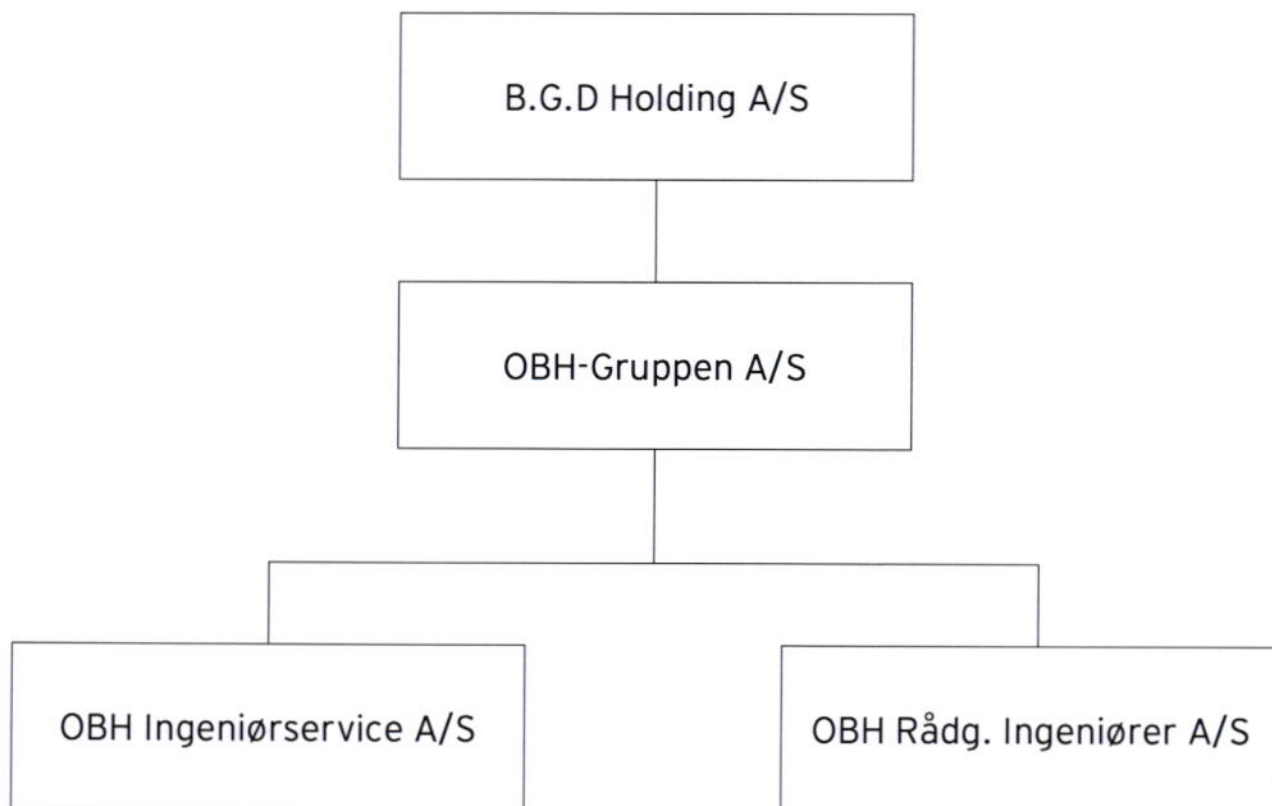 B.G.D Holding A/S
OBH-Gruppen A/S
OBH Ingeniørservice A/S
OBH Rådg. Ingeniører A/S